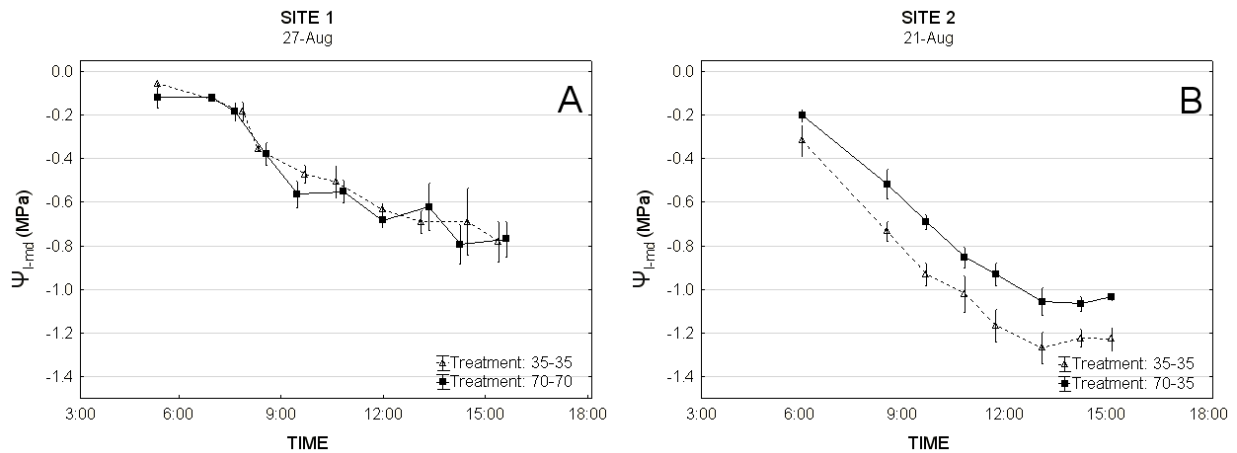 SITE 1
27-Aug
A
0.0
-0.2
-0.4
-0.6
-0.8
-1.0
-1.2
-1.4
Ψl-md (MPa)
Treatment: 35-35
Treatment: 70-70
3:00 6:00 9:00 12:00 15:00 18:00
TIME
SITE 2
21-Aug
B
0.0
-0.2
-0.4
-0.6
-0.8
-1.0
-1.2
-1.4
Ψl-md (MPa)
Treatment: 35-35
Treatment: 70-35
3:00 6:00 9:00 12:00 15:00 18:00
TIME